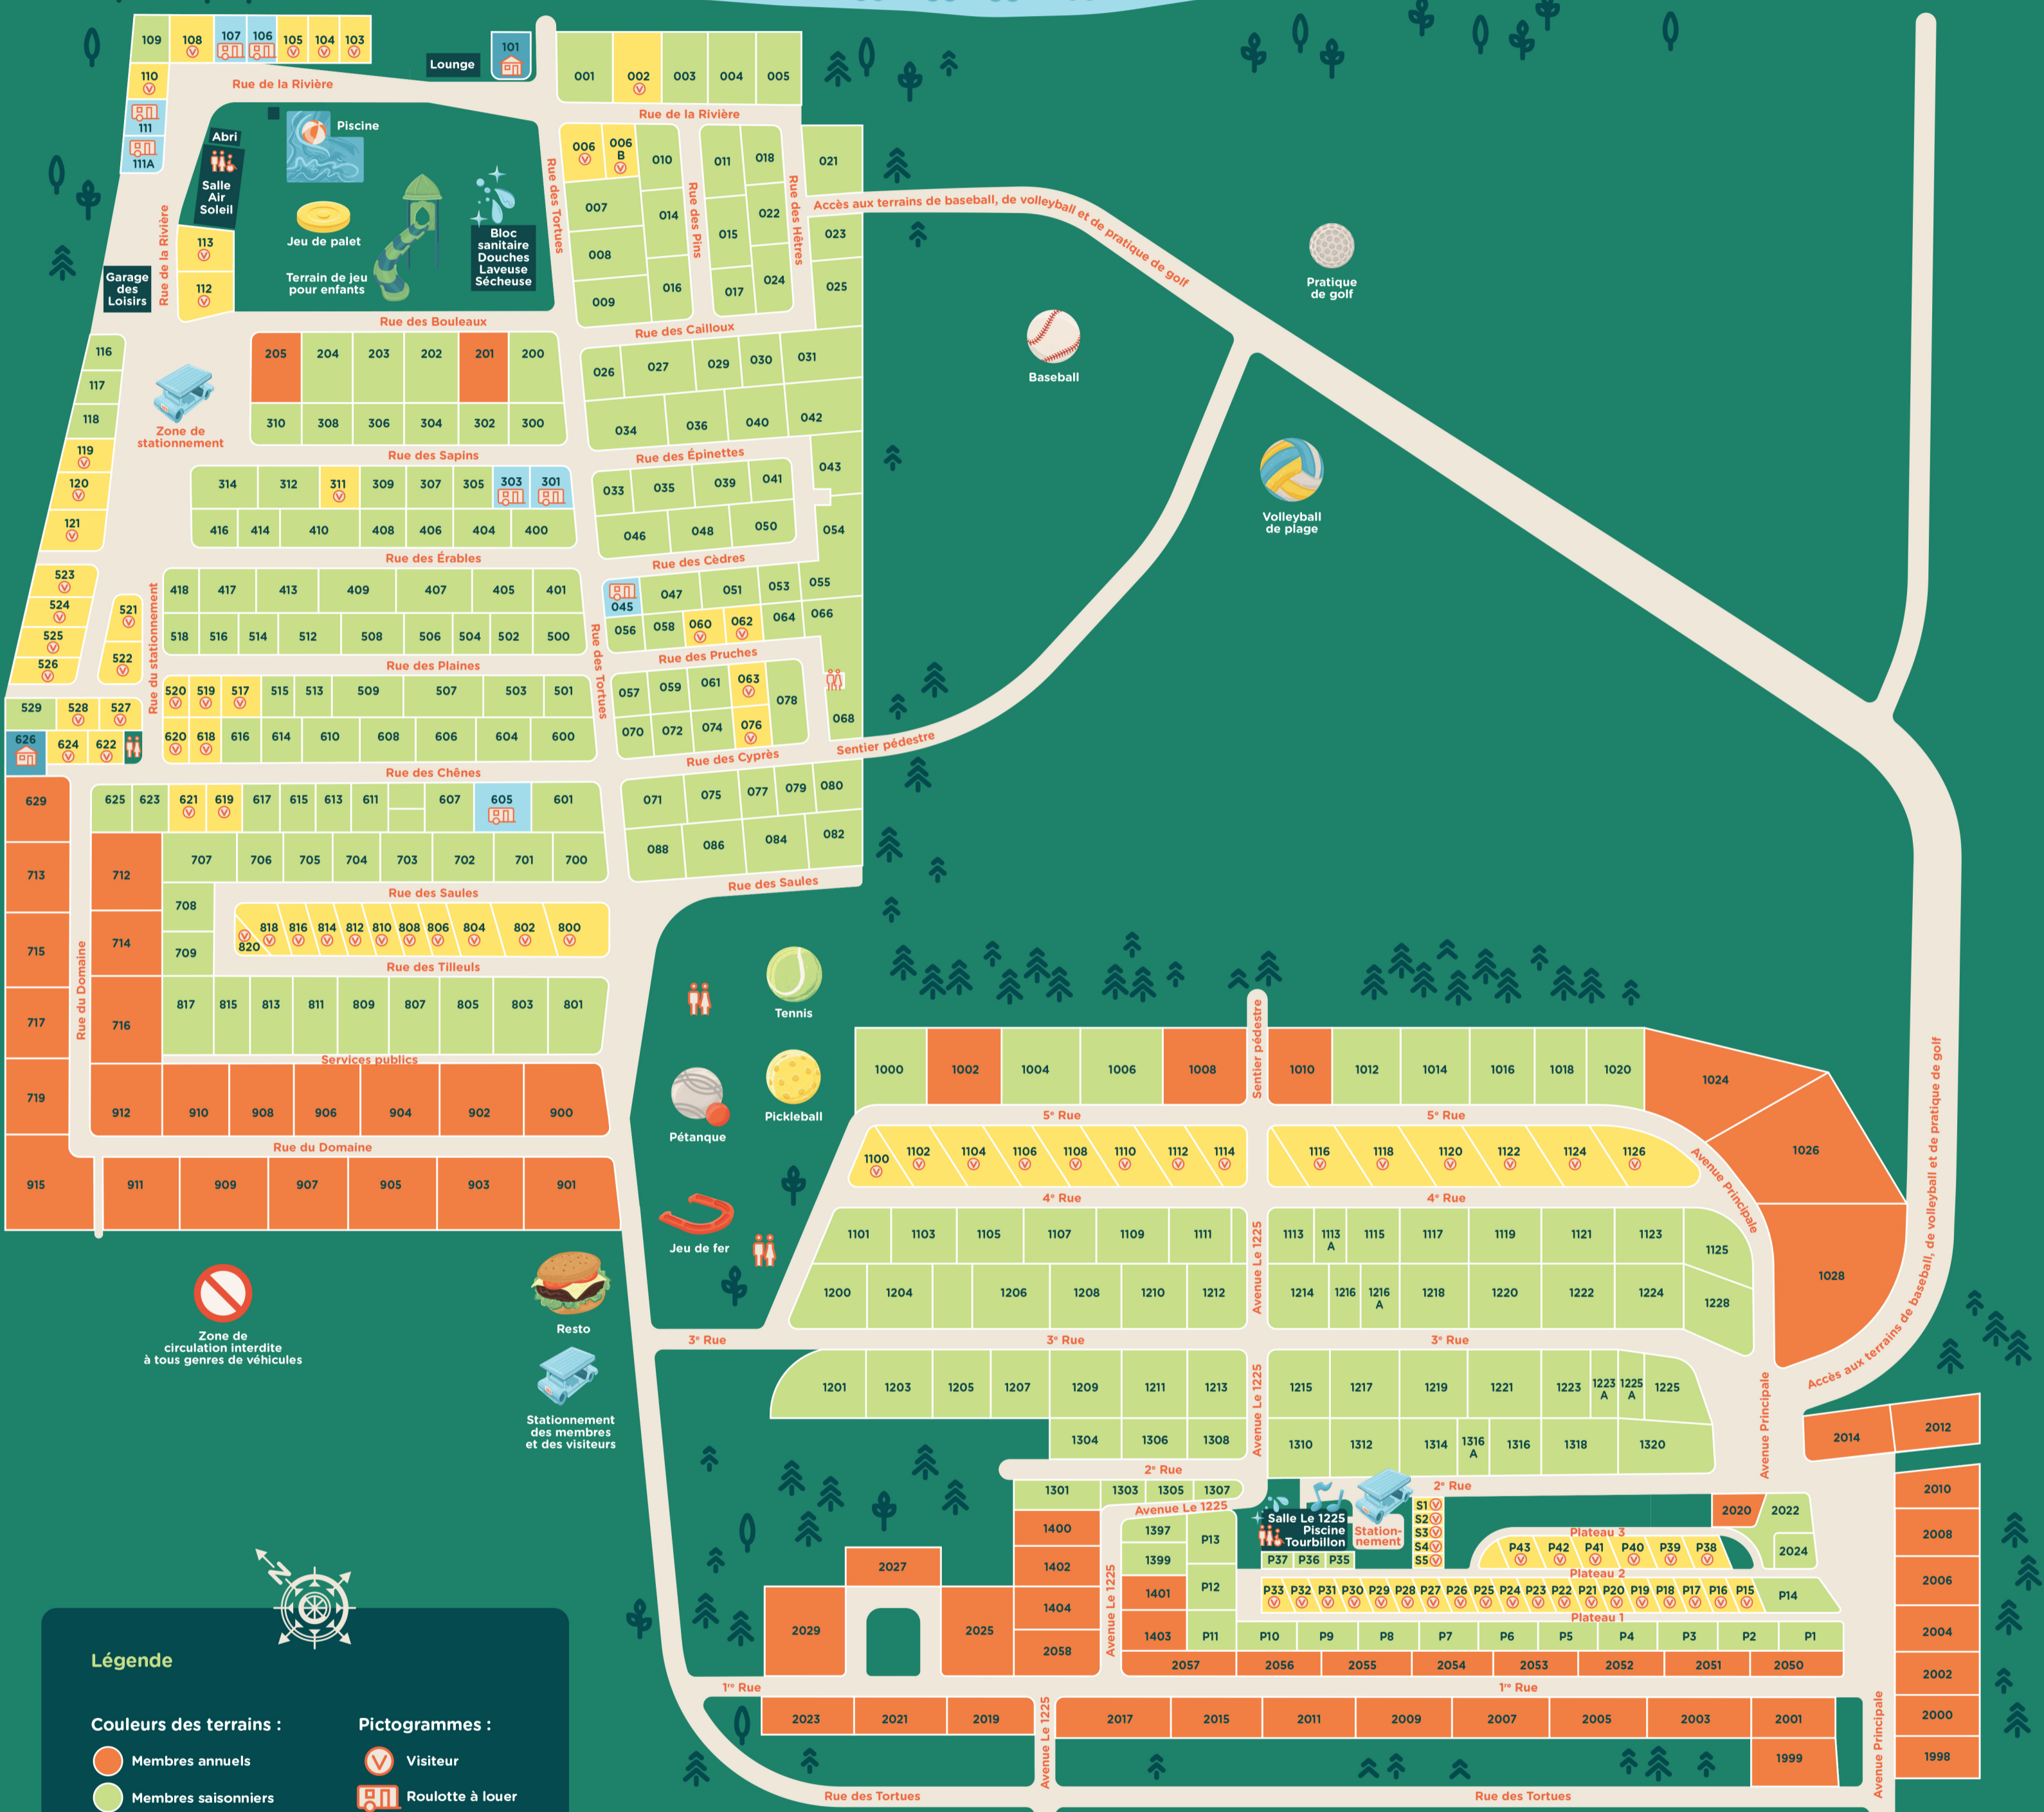 109
108
107
106
105
104
103
Lounge
101
001
002
003
004
005
110
Rue de la Rivière
Rue de la Rivière
111
111A
Abri
Salle
Air
Soleil
Piscine
Jeu de palet
Terrain de jeu
pour enfants
Bloc
sanitaire
Douches
Laveuse
Sécheuse
Rue de la Rivière
113
112
Garage
des
Loisirs
Rue des Tortues
006
006
B
010
007
014
008
009
016
Rue des Pins
011
018
022
015
017
024
Rue des Hêtres
021
023
025
Accès aux terrains de baseball, de volleyball et de pratique de golf
Pratique
de golf
Baseball
Volleyball
de plage
Rue des Bouleaux
Rue des Cailloux
116
117
118
119
120
121
Zone de
stationnement
205
204
203
202
201
200
310
308
306
304
302
300
026
027
029
030
031
034
036
040
042
Rue des Sapins
Rue des Épinettes
314
312
311
309
307
305
303
301
416
414
410
408
406
404
400
033
035
039
041
043
046
048
050
054
Rue des Érables
Rue des Cèdres
523
524
525
526
521
522
Rue du stationnement
418
417
413
409
407
405
401
518
516
514
512
508
506
504
502
500
Rue des Tortues
045
047
051
053
055
056
058
060
062
064
066
Rue des Plaines
Rue des Pruches
529
528
527
626
624
622
520
519
517
515
513
509
507
503
501
620
618
616
614
610
608
606
604
600
057
059
061
063
078
070
072
074
076
068
Sentier pédestre
Rue des Chênes
Rue des Cyprès
629
713
715
717
719
915
625
623
621
619
617
615
613
611
607
605
601
712
707
706
705
704
703
702
701
700
071
075
077
079
080
088
086
084
082
Rue des Saules
Rue des Saules
708
709
714
716
Rue du Domaine
820
818
816
814
812
810
808
806
804
802
800
Rue des Tilleuls
817
815
813
811
809
807
805
803
801
Services publics
912
910
908
906
904
902
900
Rue du Domaine
911
909
907
905
903
901
Tennis
Pétanque
Pickleball
Jeu de fer
Zone de
circulation interdite
à tous genres de véhicules
Resto
Stationnement
des membres
et des visiteurs
Sentier pédestre
1000
1002
1004
1006
1008
1010
1012
1014
1016
1018
1020
1024
1026
1028
5e Rue
5e Rue
1100
1102
1104
1106
1108
1110
1112
1114
1116
1118
1120
1122
1124
1126
Avenue Principale
4e Rue
4e Rue
1101
1103
1105
1107
1109
1111
Avenue Le 1225
1113
1113
A
1115
1117
1119
1121
1123
1125
1200
1204
1206
1208
1210
1212
1214
1216
1216
A
1218
1220
1222
1224
1228
3e Rue
3e Rue
3e Rue
Accès aux terrains de baseball, de volleyball et de pratique de golf
1201
1203
1205
1207
1209
1211
1213
Avenue Le 1225
1215
1217
1219
1221
1223
1223
A
1225
A
1225
Avenue Principale
1304
1306
1308
1310
1312
1314
1316
A
1316
1318
1320
2014
2012
2e Rue
2e Rue
1301
1303
1305
1307
Avenue Le 1225
1400
1402
1404
2058
1397
1399
1401
1403
P13
P12
P11
Avenue Le 1225
Salle Le 1225
Piscine
Tourbillon
Station-
nement
P37
P36
P35
S1
S2
S3
S4
S5
Plateau 3
P43
P42
P41
P40
P39
P38
2020
2022
2024
Plateau 2
P33
P32
P31
P30
P29
P28
P27
P26
P25
P24
P23
P22
P21
P20
P19
P18
P17
P16
P15
P14
Plateau 1
P10
P9
P8
P7
P6
P5
P4
P3
P2
P1
2057
2056
2055
2054
2053
2052
2051
2050
2010
2008
2006
2004
2002
2000
1998
2027
2029
2025
1re Rue
1re Rue
2023
2021
2019
Avenue Le 1225
2017
2015
2011
2009
2007
2005
2003
2001
1999
Avenue Principale
Rue des Tortues
Rue des Tortues
N
Légende
Couleurs des terrains :
Membres annuels
Membres saisonniers
Pictogrammes :
V Visiteur
Roulotte à louer